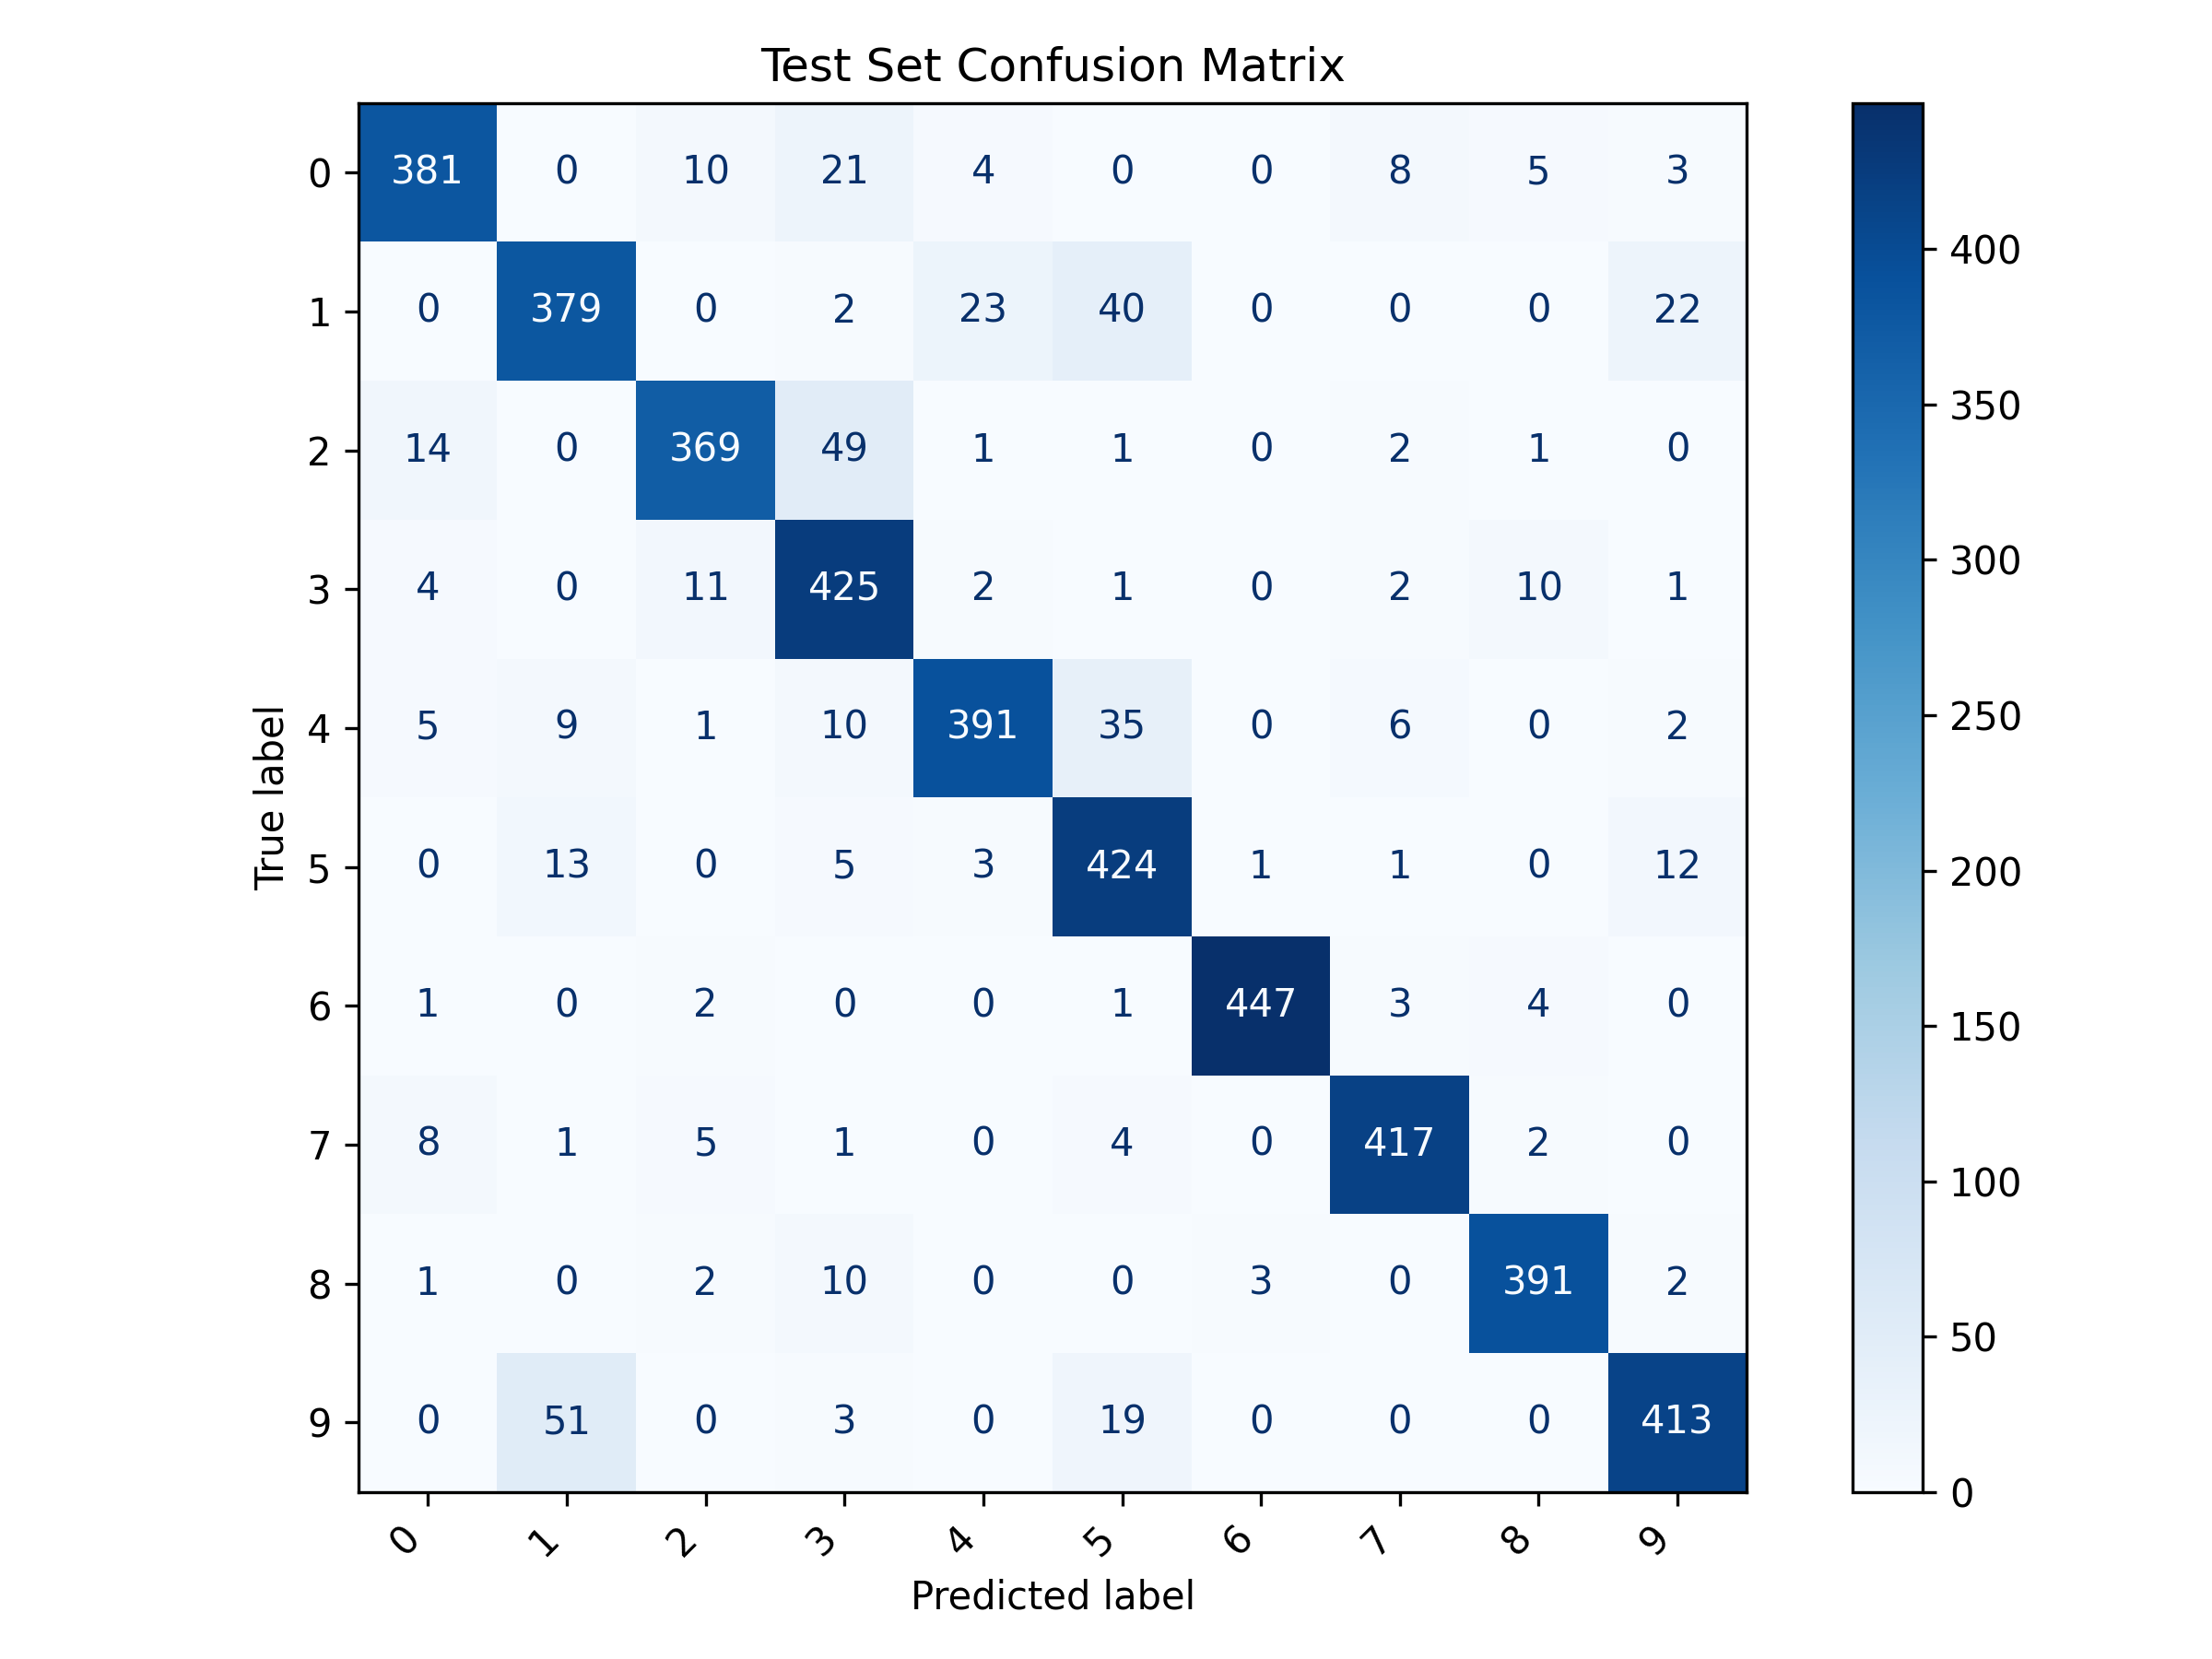 Test Set Confusion Matrix
0 381 0 10 21 4 0 0 8 5 3
1 0 379 0 2 23 40 0 0 0 22
2 14 0 369 49 1 1 0 2 1 0
3 4 0 11 425 2 1 0 2 10 1
4 5 9 1 10 391 35 0 6 0 2
5 0 13 0 5 3 424 1 1 0 12
6 1 0 2 0 0 1 447 3 4 0
7 8 1 5 1 0 4 0 417 2 0
8 1 0 2 10 0 0 3 0 391 2
9 0 51 0 3 0 19 0 0 0 413
0 1 2 3 4 5 6 7 8 9
Predicted label
True label
400
350
300
250
200
150
100
50
0